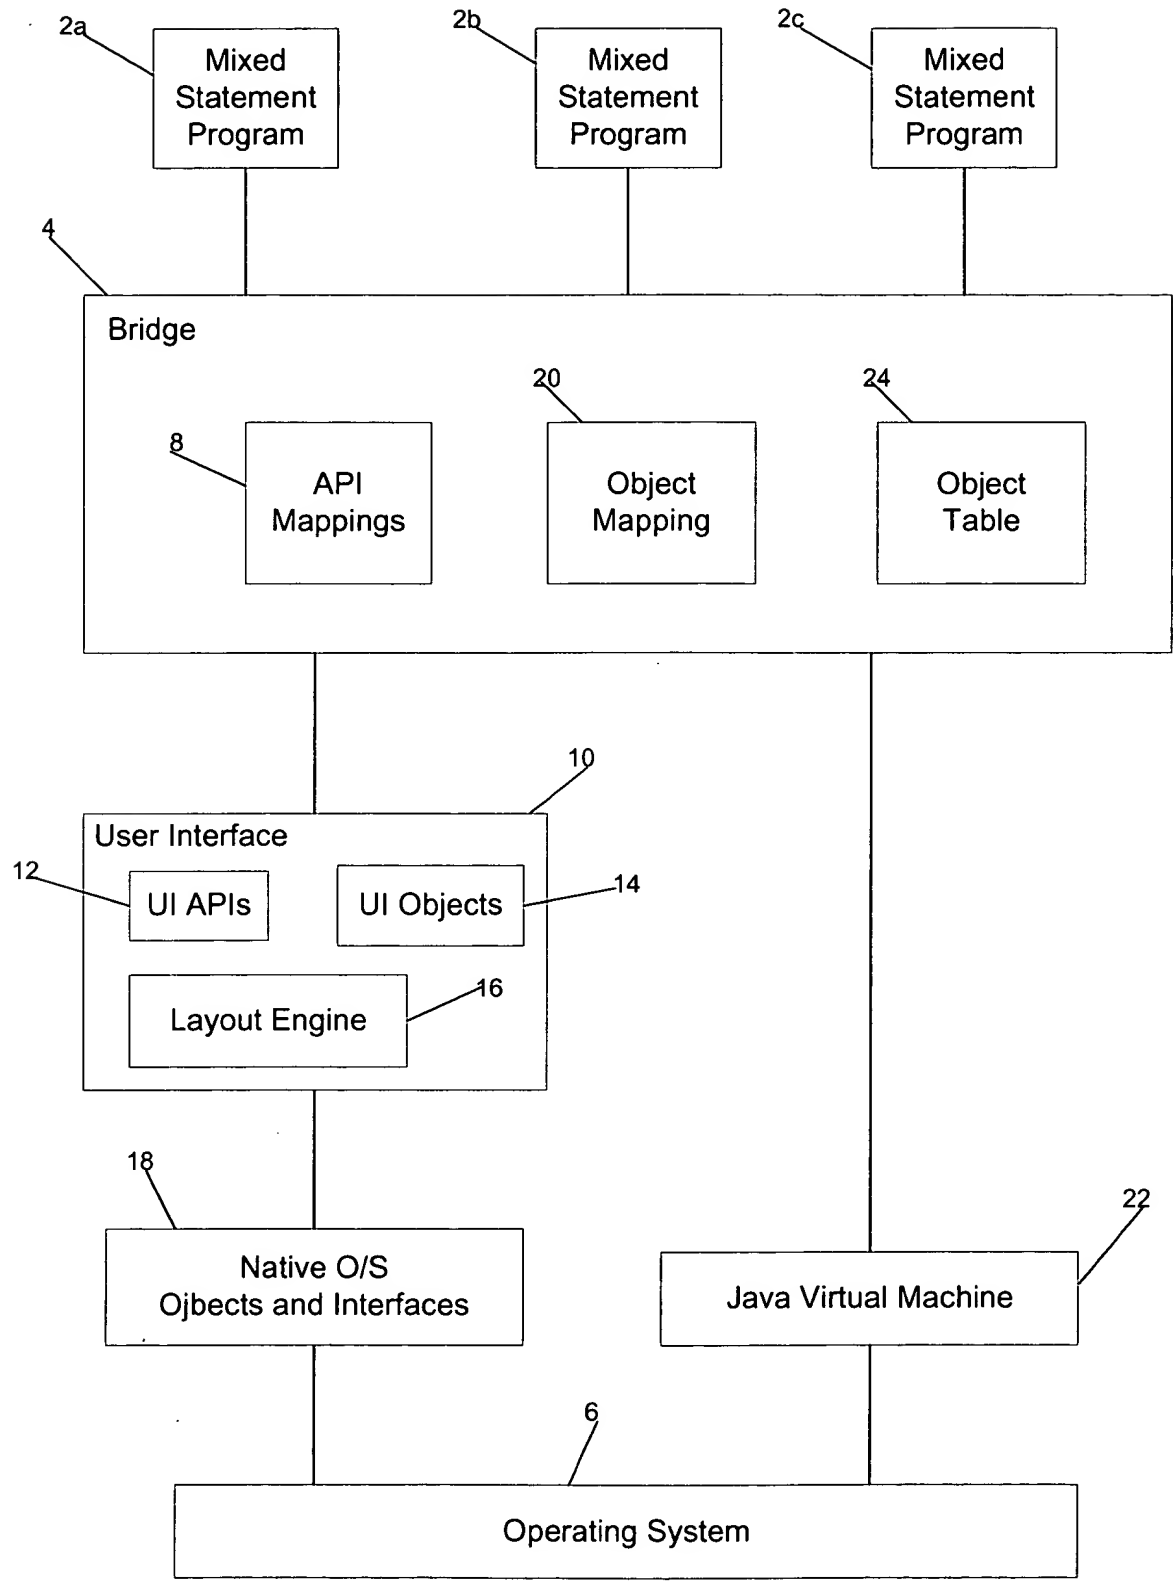 2a
2b
2c
Mixed
Statement
Program
Mixed
Statement
Program
Mixed
Statement
Program
4
Bridge
8
20
24
API
Mappings
Object
Mapping
Object
Table
10
User Interface
12
UI APIs
UI Objects
14
16
Layout Engine
18
22
Native O/S
Ojbects and Interfaces
Java Virtual Machine
6
Operating System